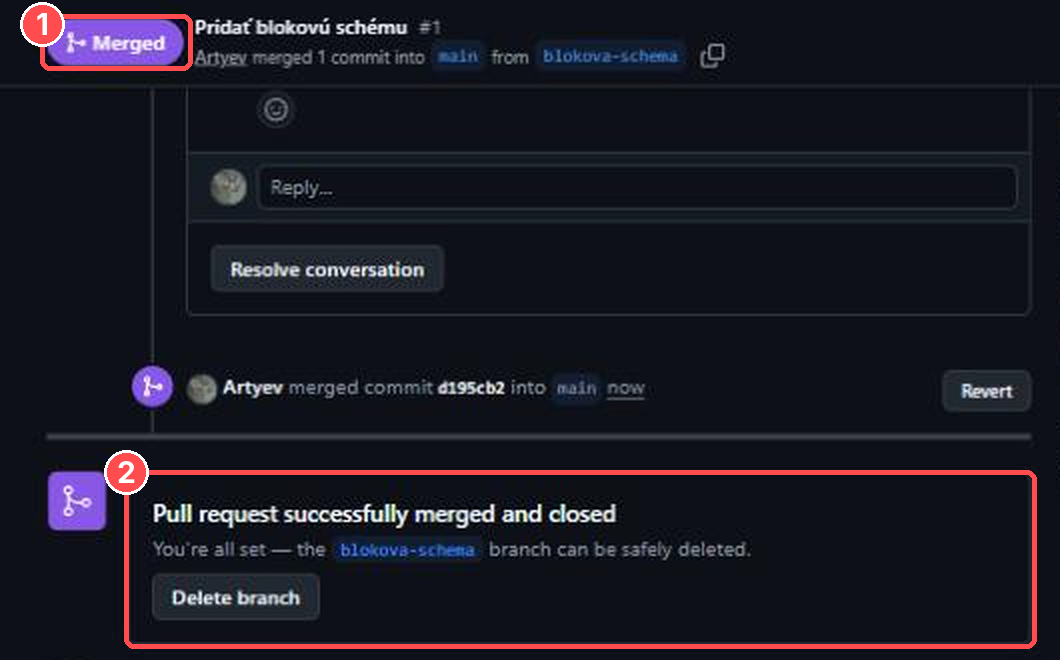 1
Merged
Pridať blokovú schému #1
Artyev merged 1 commit into main from blokova-schema
Reply...
Resolve conversation
Artyev merged commit d195cb2 into main now
Revert
2
Pull request successfully merged and closed
You're all set — the blokova-schema branch can be safely deleted.
Delete branch